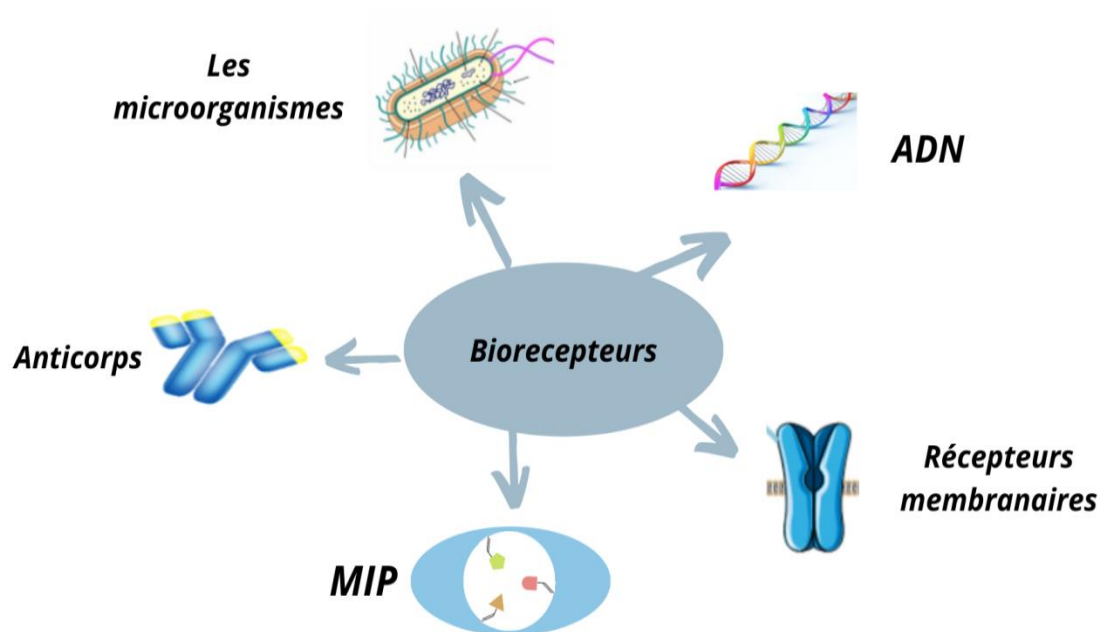 Les
microorganismes
ADN
Anticorps
Biorecepteurs
Récepteurs
membranaires
MIP